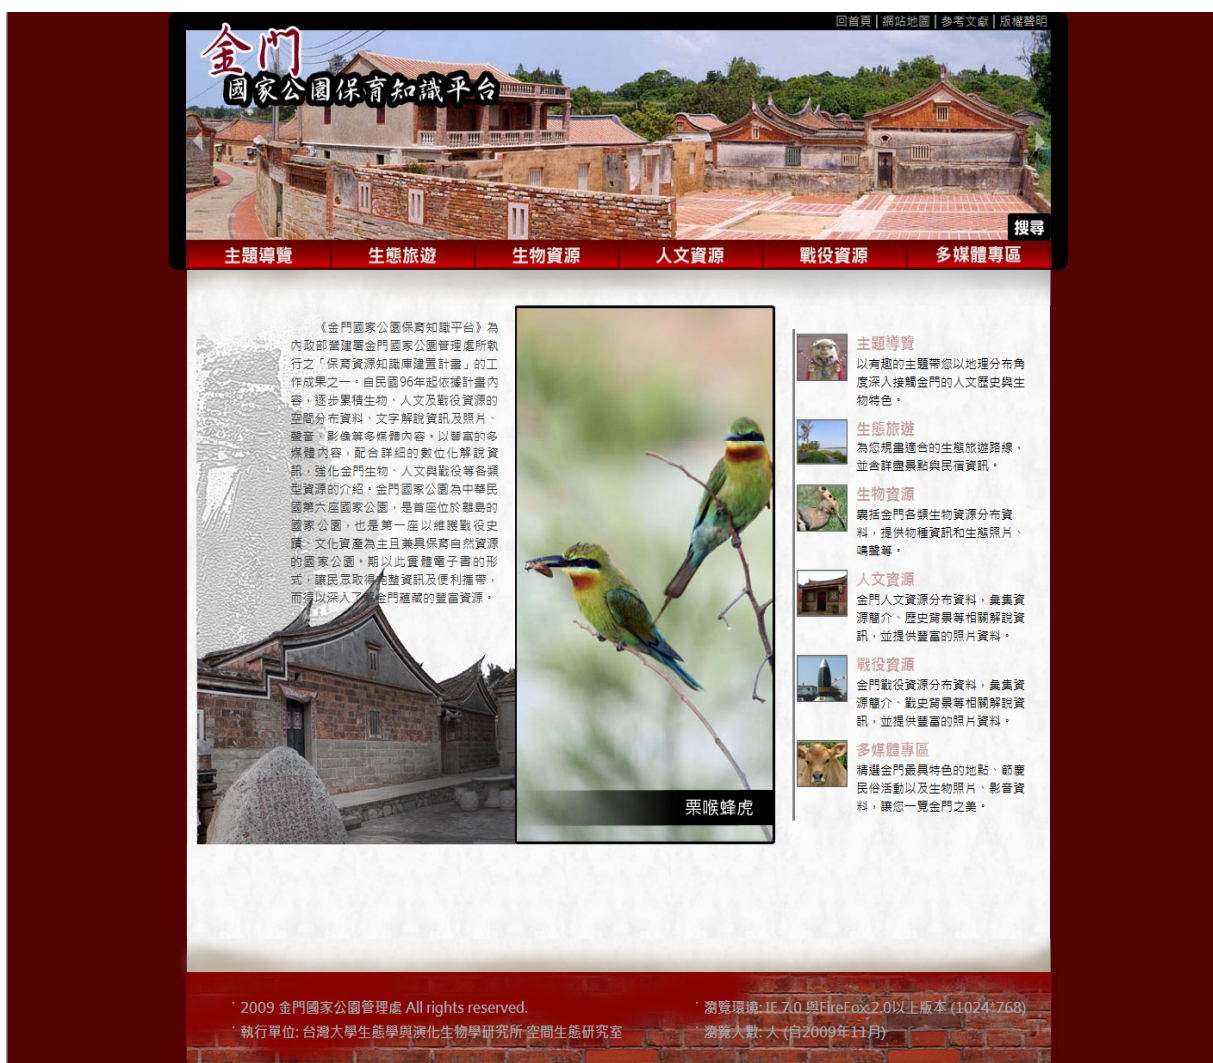 回首頁 | 網站地圖 | 參考文獻 | 版權聲明
金門
國家公園保育知識平台
搜尋
主題導覽 生態旅遊 生物資源 人文資源 戰役資源 多媒體專區
《金門國家公園保育知識平台》為
內政部營建署金門國家公園管理處所執
行之「保育資源知識庫建置計畫」的工
作成果之一。自民國96年起依據計畫內
容，逐步累積生物、人文及戰役資源的
空間分布資料、文字解說資訊及照片、
聲音、影像等多媒體內容。以豐富的多
媒體內容，配合詳細的數位化解說資
訊，強化金門生物、人文與戰役等各類
型資源的介紹。金門國家公園為中華民
國第六座國家公園，是首座位於離島的
國家公園，也是第一座以維護戰役史
蹟、文化資產為主且兼具保育自然資源
的國家公園。期以此實體電子書的形
式，讓民眾取得完整資訊及便利攜帶，
而得以深入了解金門蘊藏的豐富資源。
栗喉蜂虎
主題導覽
以有趣的主題帶您以地理分布角
度深入接觸金門的人文歷史與生
物特色。
生態旅遊
為您規畫適合的生態旅遊路線，
並含詳盡景點與民宿資訊。
生物資源
囊括金門各類生物資源分布資
料，提供物種資訊和生態照片、
鳴聲等。
人文資源
金門人文資源分布資料，彙集資
源簡介、歷史背景等相關解說資
訊，並提供豐富的照片資料。
戰役資源
金門戰役資源分布資料，彙集資
源簡介、戰史背景等相關解說資
訊，並提供豐富的照片資料。
多媒體專區
精選金門最具特色的地點、節慶
民俗活動以及生物照片、影音資
料，讓您一覽金門之美。
2009 金門國家公園管理處 All rights reserved.
執行單位: 台灣大學生態學與演化生物學研究所 空間生態研究室
瀏覽環境: IE 7.0 與FireFox 2.0以上版本 (1024*768)
瀏覽人數: 人 (自2009年11月)